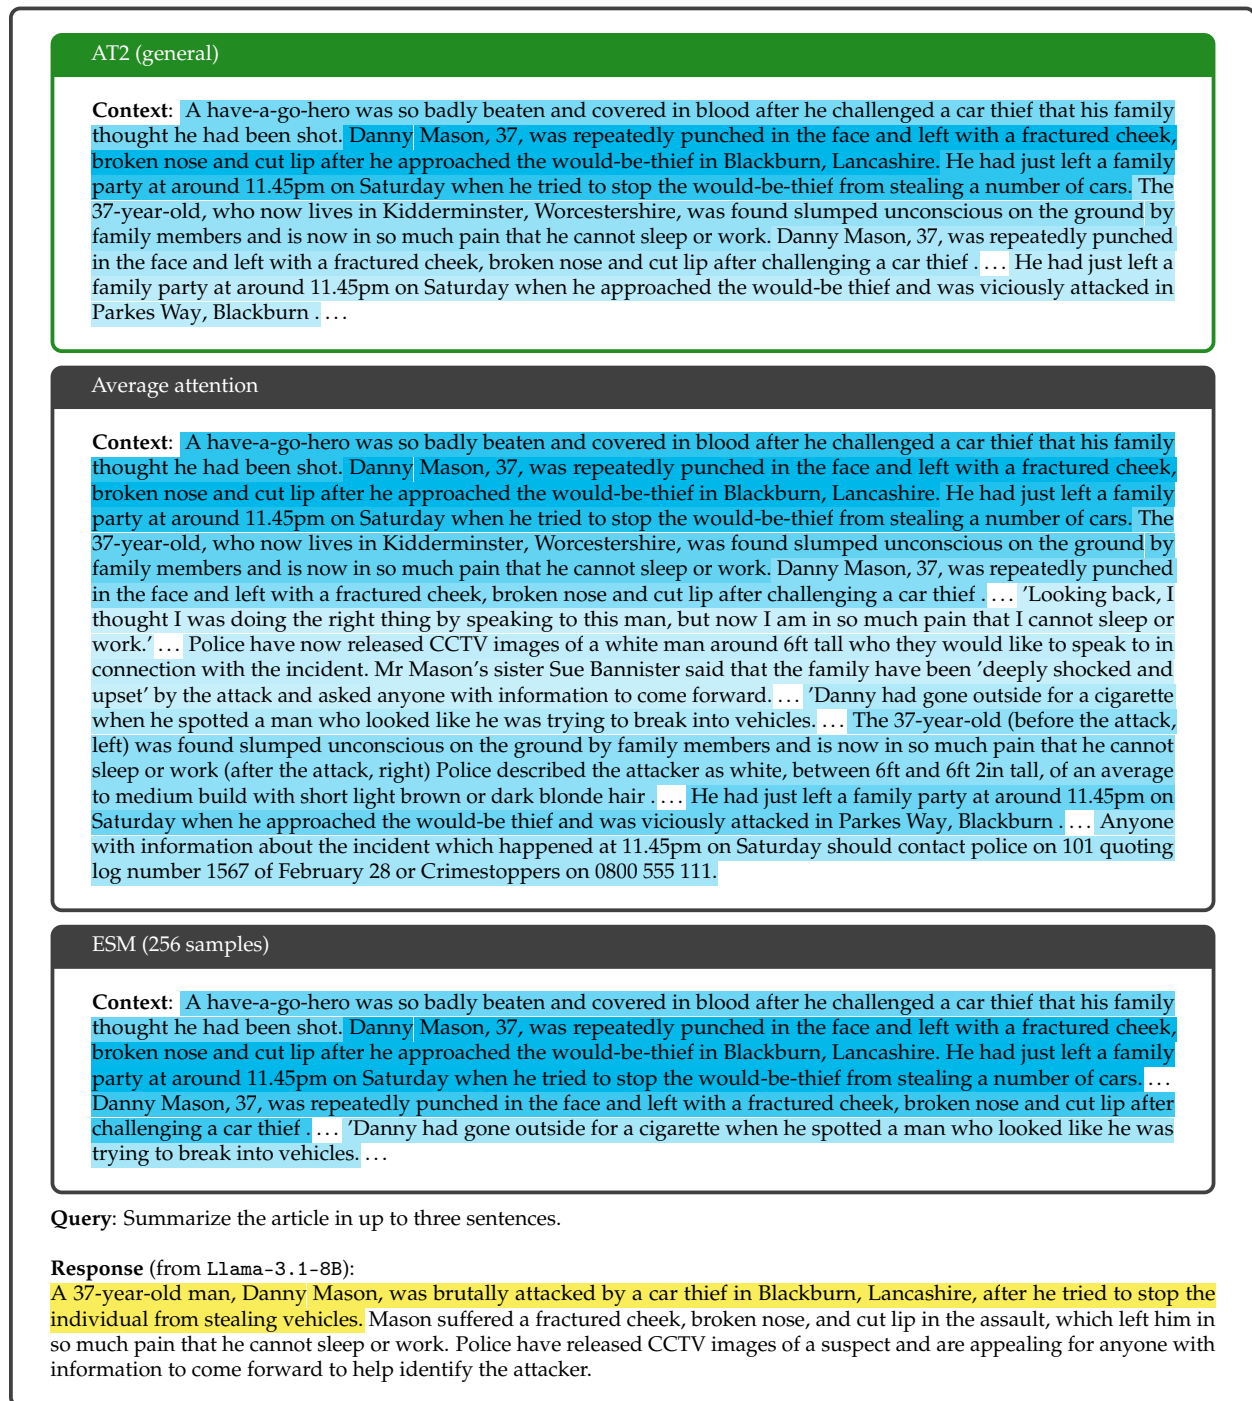 AT2 (general)
Context: A have-a-go-hero was so badly beaten and covered in blood after he challenged a car thief that his family
thought he had been shot. Danny Mason, 37, was repeatedly punched in the face and left with a fractured cheek,
broken nose and cut lip after he approached the would-be-thief in Blackburn, Lancashire. He had just left a family
party at around 11.45pm on Saturday when he tried to stop the would-be-thief from stealing a number of cars. The
37-year-old, who now lives in Kidderminster, Worcestershire, was found slumped unconscious on the ground by
family members and is now in so much pain that he cannot sleep or work. Danny Mason, 37, was repeatedly punched
in the face and left with a fractured cheek, broken nose and cut lip after challenging a car thief . ... He had just left a
family party at around 11.45pm on Saturday when he approached the would-be thief and was viciously attacked in
Parkes Way, Blackburn . ...
Average attention
Context: A have-a-go-hero was so badly beaten and covered in blood after he challenged a car thief that his family
thought he had been shot. Danny Mason, 37, was repeatedly punched in the face and left with a fractured cheek,
broken nose and cut lip after he approached the would-be-thief in Blackburn, Lancashire. He had just left a family
party at around 11.45pm on Saturday when he tried to stop the would-be-thief from stealing a number of cars. The
37-year-old, who now lives in Kidderminster, Worcestershire, was found slumped unconscious on the ground by
family members and is now in so much pain that he cannot sleep or work. Danny Mason, 37, was repeatedly punched
in the face and left with a fractured cheek, broken nose and cut lip after challenging a car thief . ... 'Looking back, I
thought I was doing the right thing by speaking to this man, but now I am in so much pain that I cannot sleep or
work.' ... Police have now released CCTV images of a white man around 6ft tall who they would like to speak to in
connection with the incident. Mr Mason's sister Sue Bannister said that the family have been 'deeply shocked and
upset' by the attack and asked anyone with information to come forward. ... 'Danny had gone outside for a cigarette
when he spotted a man who looked like he was trying to break into vehicles. ... The 37-year-old (before the attack,
left) was found slumped unconscious on the ground by family members and is now in so much pain that he cannot
sleep or work (after the attack, right) Police described the attacker as white, between 6ft and 6ft 2in tall, of an average
to medium build with short light brown or dark blonde hair . ... He had just left a family party at around 11.45pm on
Saturday when he approached the would-be thief and was viciously attacked in Parkes Way, Blackburn . ... Anyone
with information about the incident which happened at 11.45pm on Saturday should contact police on 101 quoting
log number 1567 of February 28 or Crimestoppers on 0800 555 111.
ESM (256 samples)
Context: A have-a-go-hero was so badly beaten and covered in blood after he challenged a car thief that his family
thought he had been shot. Danny Mason, 37, was repeatedly punched in the face and left with a fractured cheek,
broken nose and cut lip after he approached the would-be-thief in Blackburn, Lancashire. He had just left a family
party at around 11.45pm on Saturday when he tried to stop the would-be-thief from stealing a number of cars. ...
Danny Mason, 37, was repeatedly punched in the face and left with a fractured cheek, broken nose and cut lip after
challenging a car thief . ... 'Danny had gone outside for a cigarette when he spotted a man who looked like he was
trying to break into vehicles. ...
Query: Summarize the article in up to three sentences.
Response (from Llama-3.1-8B):
A 37-year-old man, Danny Mason, was brutally attacked by a car thief in Blackburn, Lancashire, after he tried to stop the
individual from stealing vehicles. Mason suffered a fractured cheek, broken nose, and cut lip in the assault, which left him in
so much pain that he cannot sleep or work. Police have released CCTV images of a suspect and are appealing for anyone with
information to come forward to help identify the attacker.